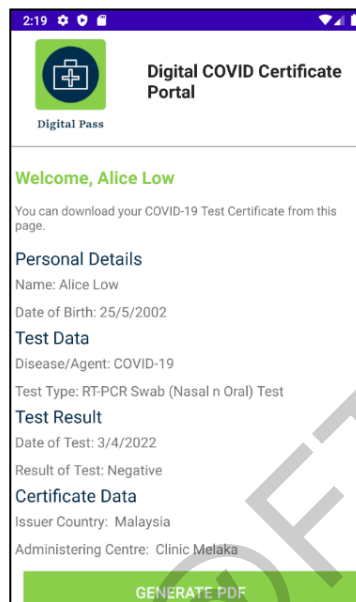 2:19
Digital COVID Certificate
Portal
Digital Pass
Welcome, Alice Low
You can download your COVID-19 Test Certificate from this
page.
Personal Details
Name: Alice Low
Date of Birth: 25/5/2002
Test Data
Disease/Agent: COVID-19
Test Type: RT-PCR Swab (Nasal n Oral) Test
Test Result
Date of Test: 3/4/2022
Result of Test: Negative
Certificate Data
Issuer Country: Malaysia
Administering Centre: Clinic Melaka
GENERATE PDF